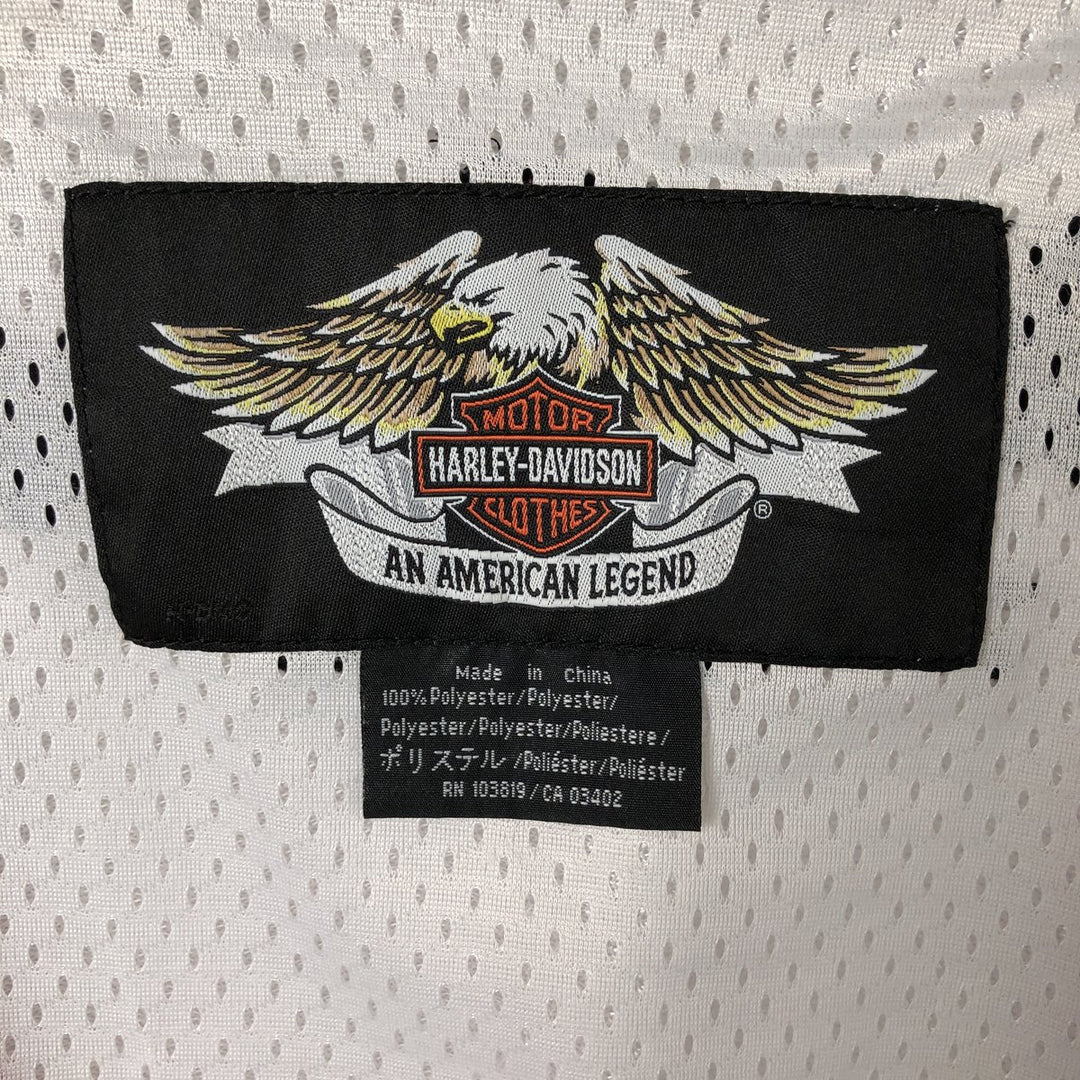 MOTOR
HARLEY-DAVIDSON
CLOTHES
®
AN AMERICAN LEGEND
Made in China
100% Polyester/Polyester/
Polyester/Polyester/Poliestere/
ポリステル/Poliéster/Poliéster
RN 103819/CA 03402